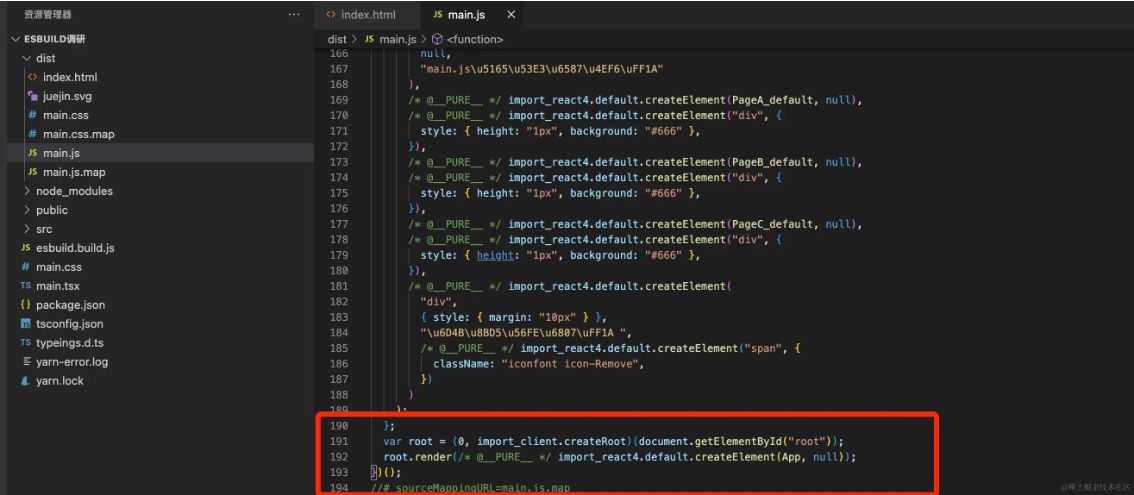 资源管理器
···
ESBUILD调研
dist
index.html
juejin.svg
main.css
main.css.map
main.js
main.js.map
node_modules
public
src
esbuild.build.js
main.css
main.tsx
package.json
tsconfig.json
typeings.d.ts
yarn-error.log
yarn.lock
index.html
JS main.js ×
dist > JS main.js > <function>
166 null,
167 "main.js\u5165\u53E3\u6587\u4EF6\uFF1A"
168 ),
169 /* @__PURE__ */ import_react4.default.createElement(PageA_default, null),
170 /* @__PURE__ */ import_react4.default.createElement("div", {
171 style: { height: "1px", background: "#666" },
172 }),
173 /* @__PURE__ */ import_react4.default.createElement(PageB_default, null),
174 /* @__PURE__ */ import_react4.default.createElement("div", {
175 style: { height: "1px", background: "#666" },
176 }),
177 /* @__PURE__ */ import_react4.default.createElement(PageC_default, null),
178 /* @__PURE__ */ import_react4.default.createElement("div", {
179 style: { height: "1px", background: "#666" },
180 }),
181 /* @__PURE__ */ import_react4.default.createElement(
182 "div",
183 { style: { margin: "10px" } },
184 "\u6D4B\u8BD5\u56FE\u6807\uFF1A ",
185 /* @__PURE__ */ import_react4.default.createElement("span", {
186 className: "iconfont icon-Remove",
187 })
188 )
189 );
190 };
191 var root = (0, import_client.createRoot)(document.getElementById("root"));
192 root.render(/* @__PURE__ */ import_react4.default.createElement(App, null));
193 })();
194 //# sourceMappingURL=main.js.map
@稀土掘金技术社区